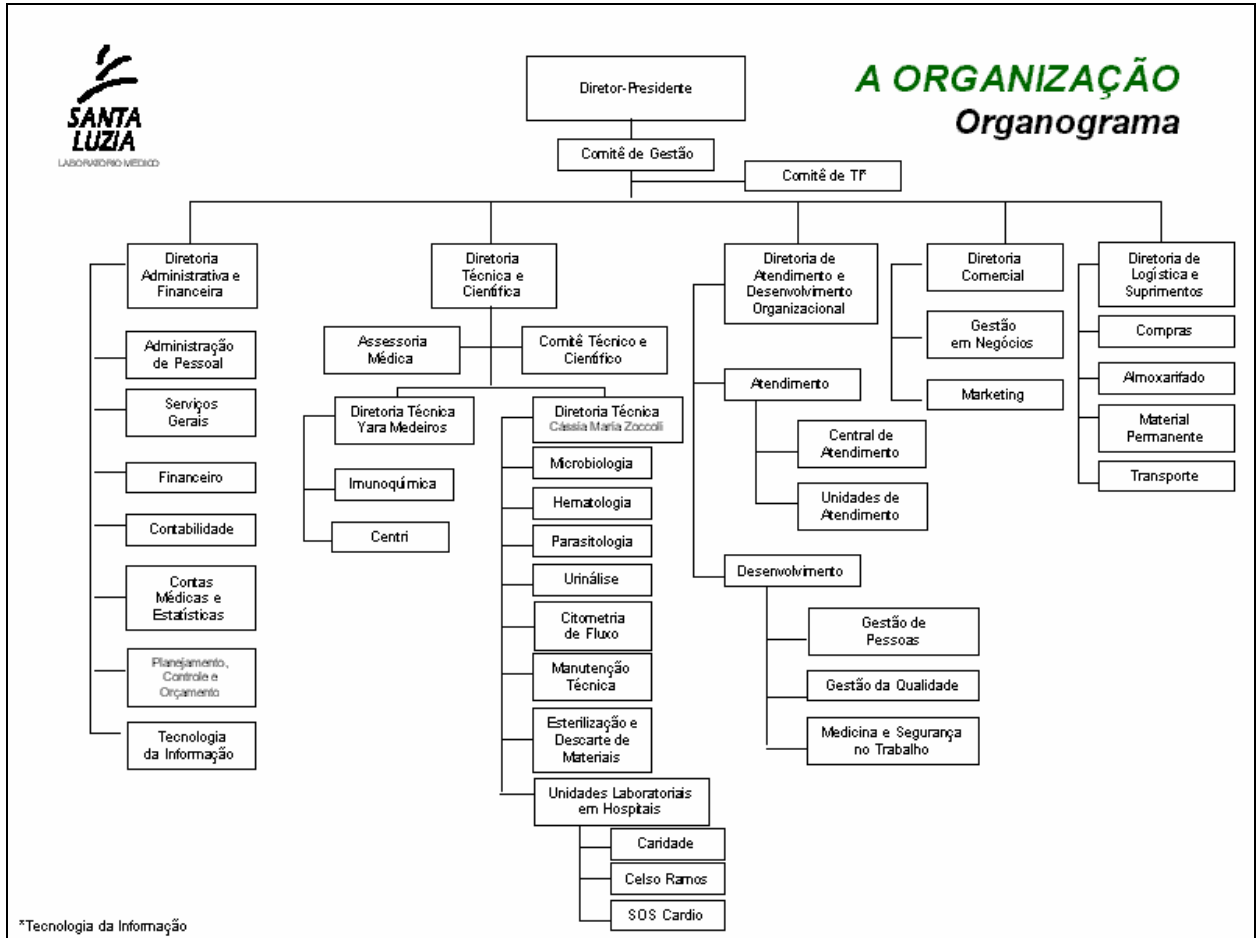 SANTA
LUZIA
LABORATÓRIO MÉDICO
A ORGANIZAÇÃO
Organograma
Diretor-Presidente
Comitê de Gestão
Comitê de TI*
Diretoria
Administrativa e
Financeira
Administração
de Pessoal
Serviços
Gerais
Financeiro
Contabilidade
Contas
Médicas e
Estatísticas
Planejamento,
Controle e
Orçamento
Tecnologia
da Informação
Diretoria
Técnica e
Científica
Assessoria
Médica
Comitê Técnico e
Científico
Diretoria Técnica
Yara Medeiros
Imunoquímica
Centri
Diretoria Técnica
Cássia Maria Zoccoli
Microbiologia
Hematologia
Parasitologia
Urinálise
Citometria
de Fluxo
Manutenção
Técnica
Esterilização e
Descarte de
Materiais
Unidades Laboratoriais
em Hospitais
Caridade
Celso Ramos
SOS Cardio
Diretoria de
Atendimento e
Desenvolvimento
Organizacional
Atendimento
Central de
Atendimento
Unidades de
Atendimento
Desenvolvimento
Gestão de
Pessoas
Gestão da Qualidade
Medicina e Segurança
no Trabalho
Diretoria
Comercial
Gestão
em Negócios
Marketing
Diretoria de
Logística e
Suprimentos
Compras
Almoxarifado
Material
Permanente
Transporte
*Tecnologia da Informação